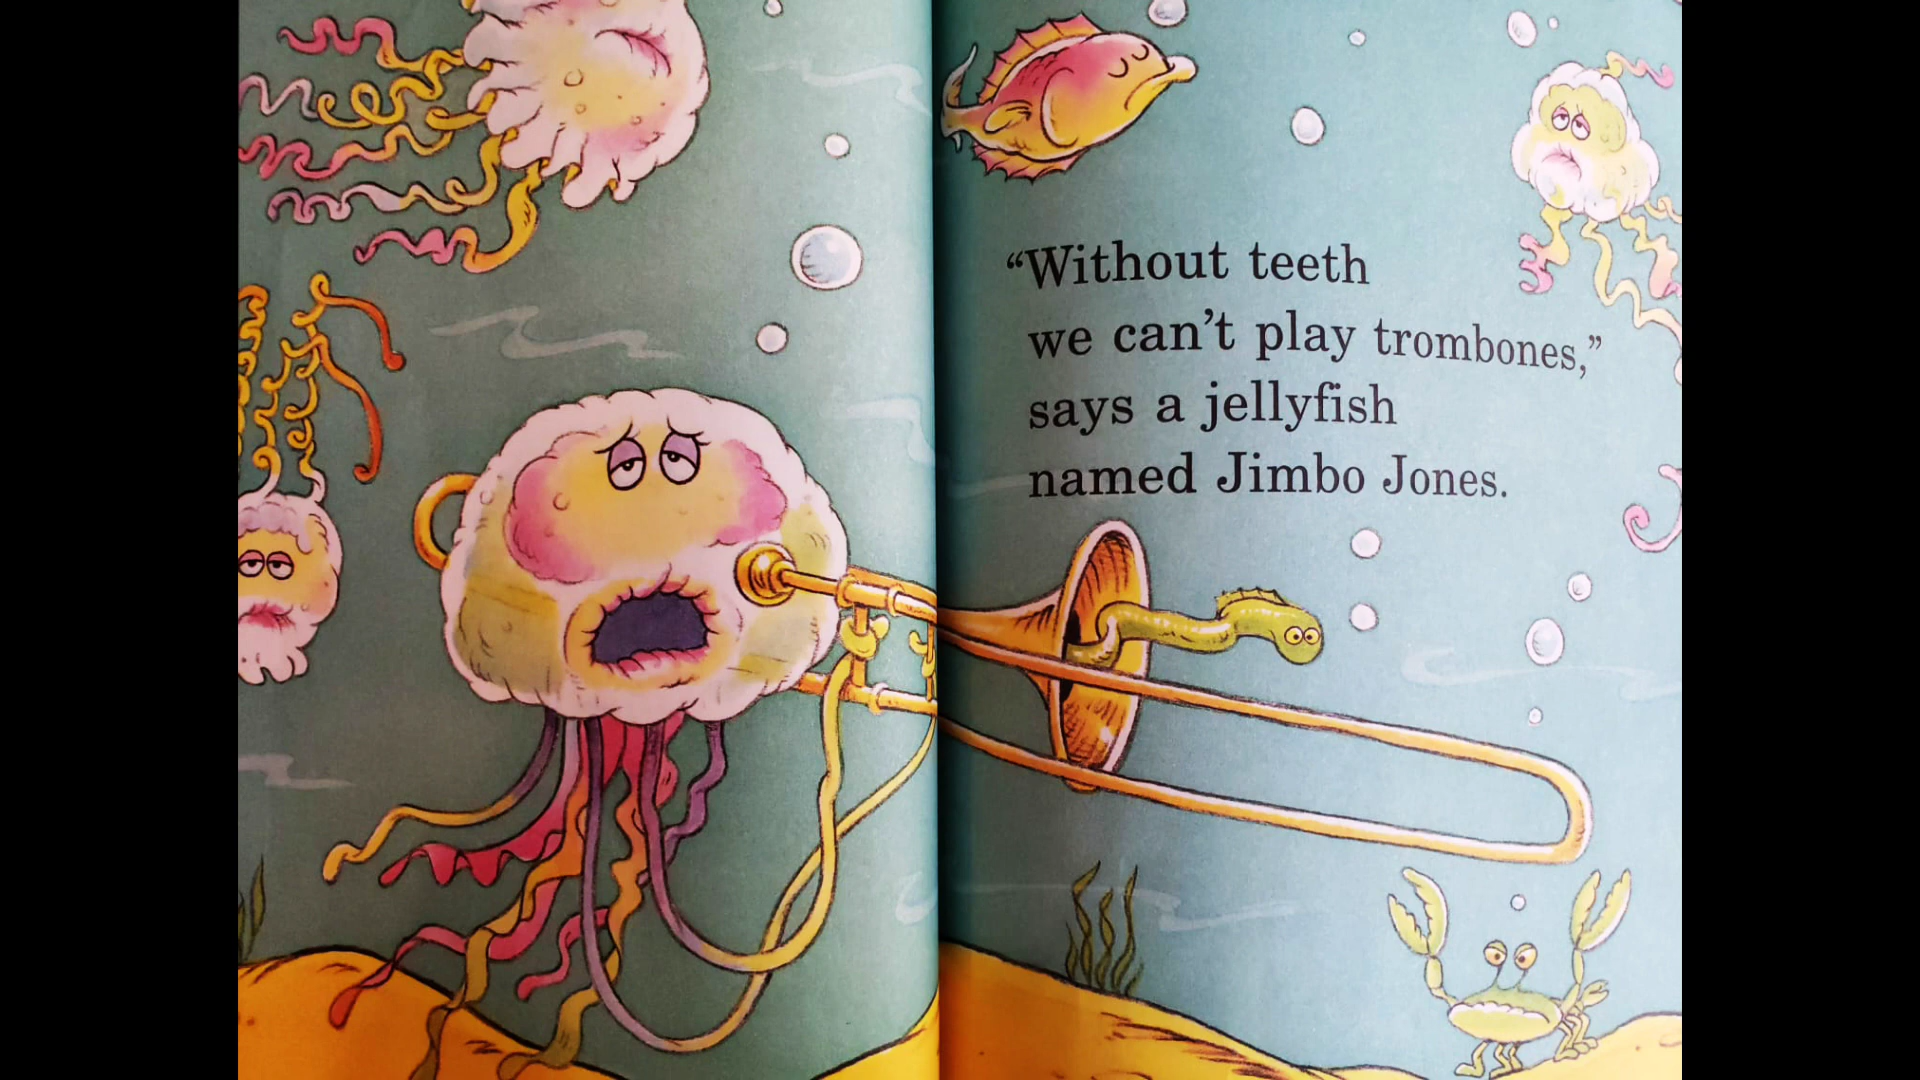 “Without teeth
we can’t play trombones,”
says a jellyfish
named Jimbo Jones.